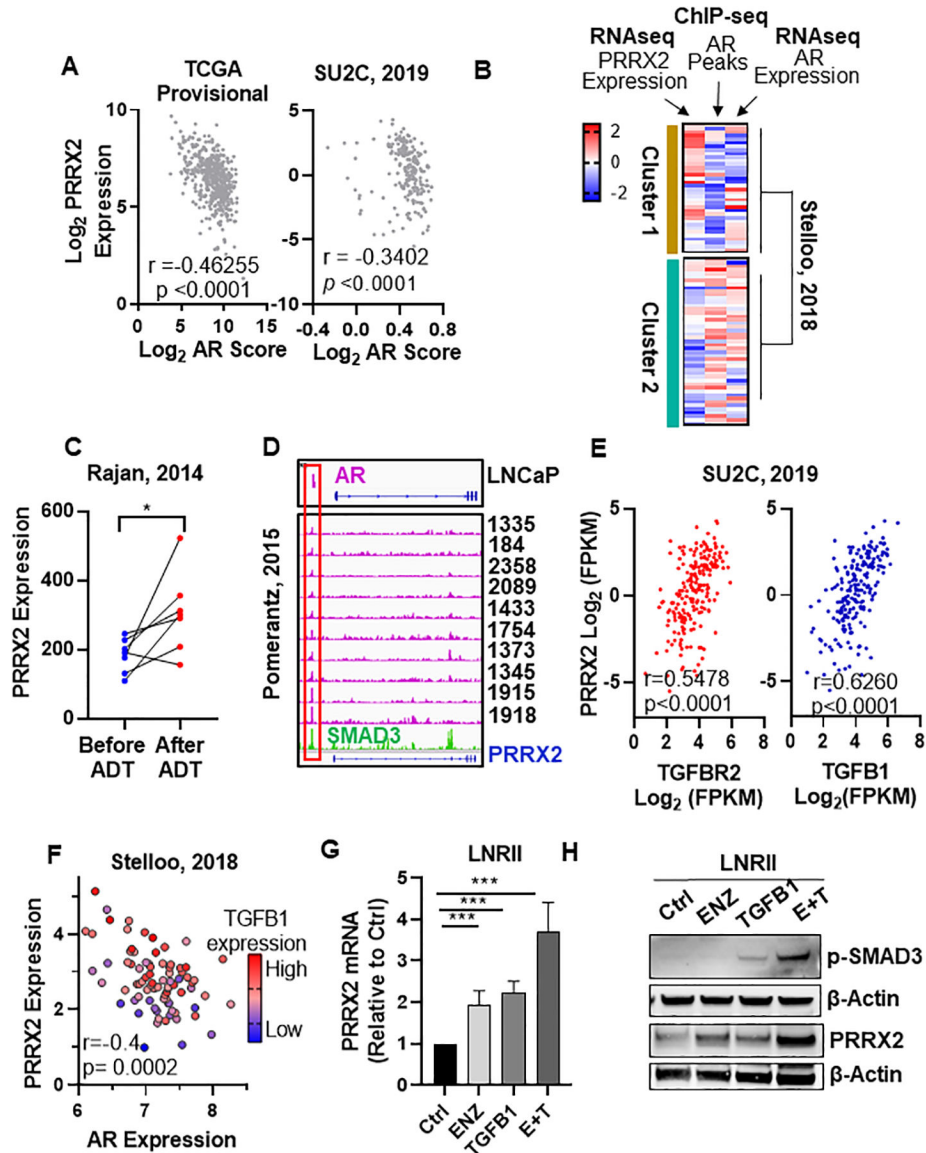 A
TCGA
Provisional
SU2C, 2019
Log2 PRRX2
Expression
10
5
0
r =-0.46255
p <0.0001
0
5
10
15
Log2 AR Score
5
0
-5
-10
r = -0.3402
p <0.0001
-0.4
0.0
0.4
0.8
Log2 AR Score
B
ChIP-seq
RNAseq
PRRX2
Expression
AR
Peaks
RNAseq
AR
Expression
2
0
-2
Cluster 1
Cluster 2
Stelloo, 2018
C
Rajan, 2014
*
PRRX2 Expression
600
400
200
0
Before
ADT
After
ADT
D
AR
LNCaP
Pomerantz, 2015
1335
184
2358
2089
1433
1754
1373
1345
1915
1918
SMAD3
PRRX2
E
SU2C, 2019
PRRX2 Log2 (FPKM)
5
0
-5
r=0.5478
p<0.0001
0 2 4 6 8
TGFBR2
Log2 (FPKM)
5
0
-5
r=0.6260
p<0.0001
0 2 4 6 8
TGFB1
Log2(FPKM)
F
Stelloo, 2018
PRRX2 Expression
4
2
0
r=-0.4
p= 0.0002
6 7 8
AR Expression
TGFB1
expression
High
Low
G
LNRII
PRRX2 mRNA
(Relative to Ctrl)
5
4
3
2
1
0
***
***
***
Ctrl
ENZ
TGFB1
E+T
H
LNRII
Ctrl
ENZ
TGFB1
E+T
p-SMAD3
β-Actin
PRRX2
β-Actin